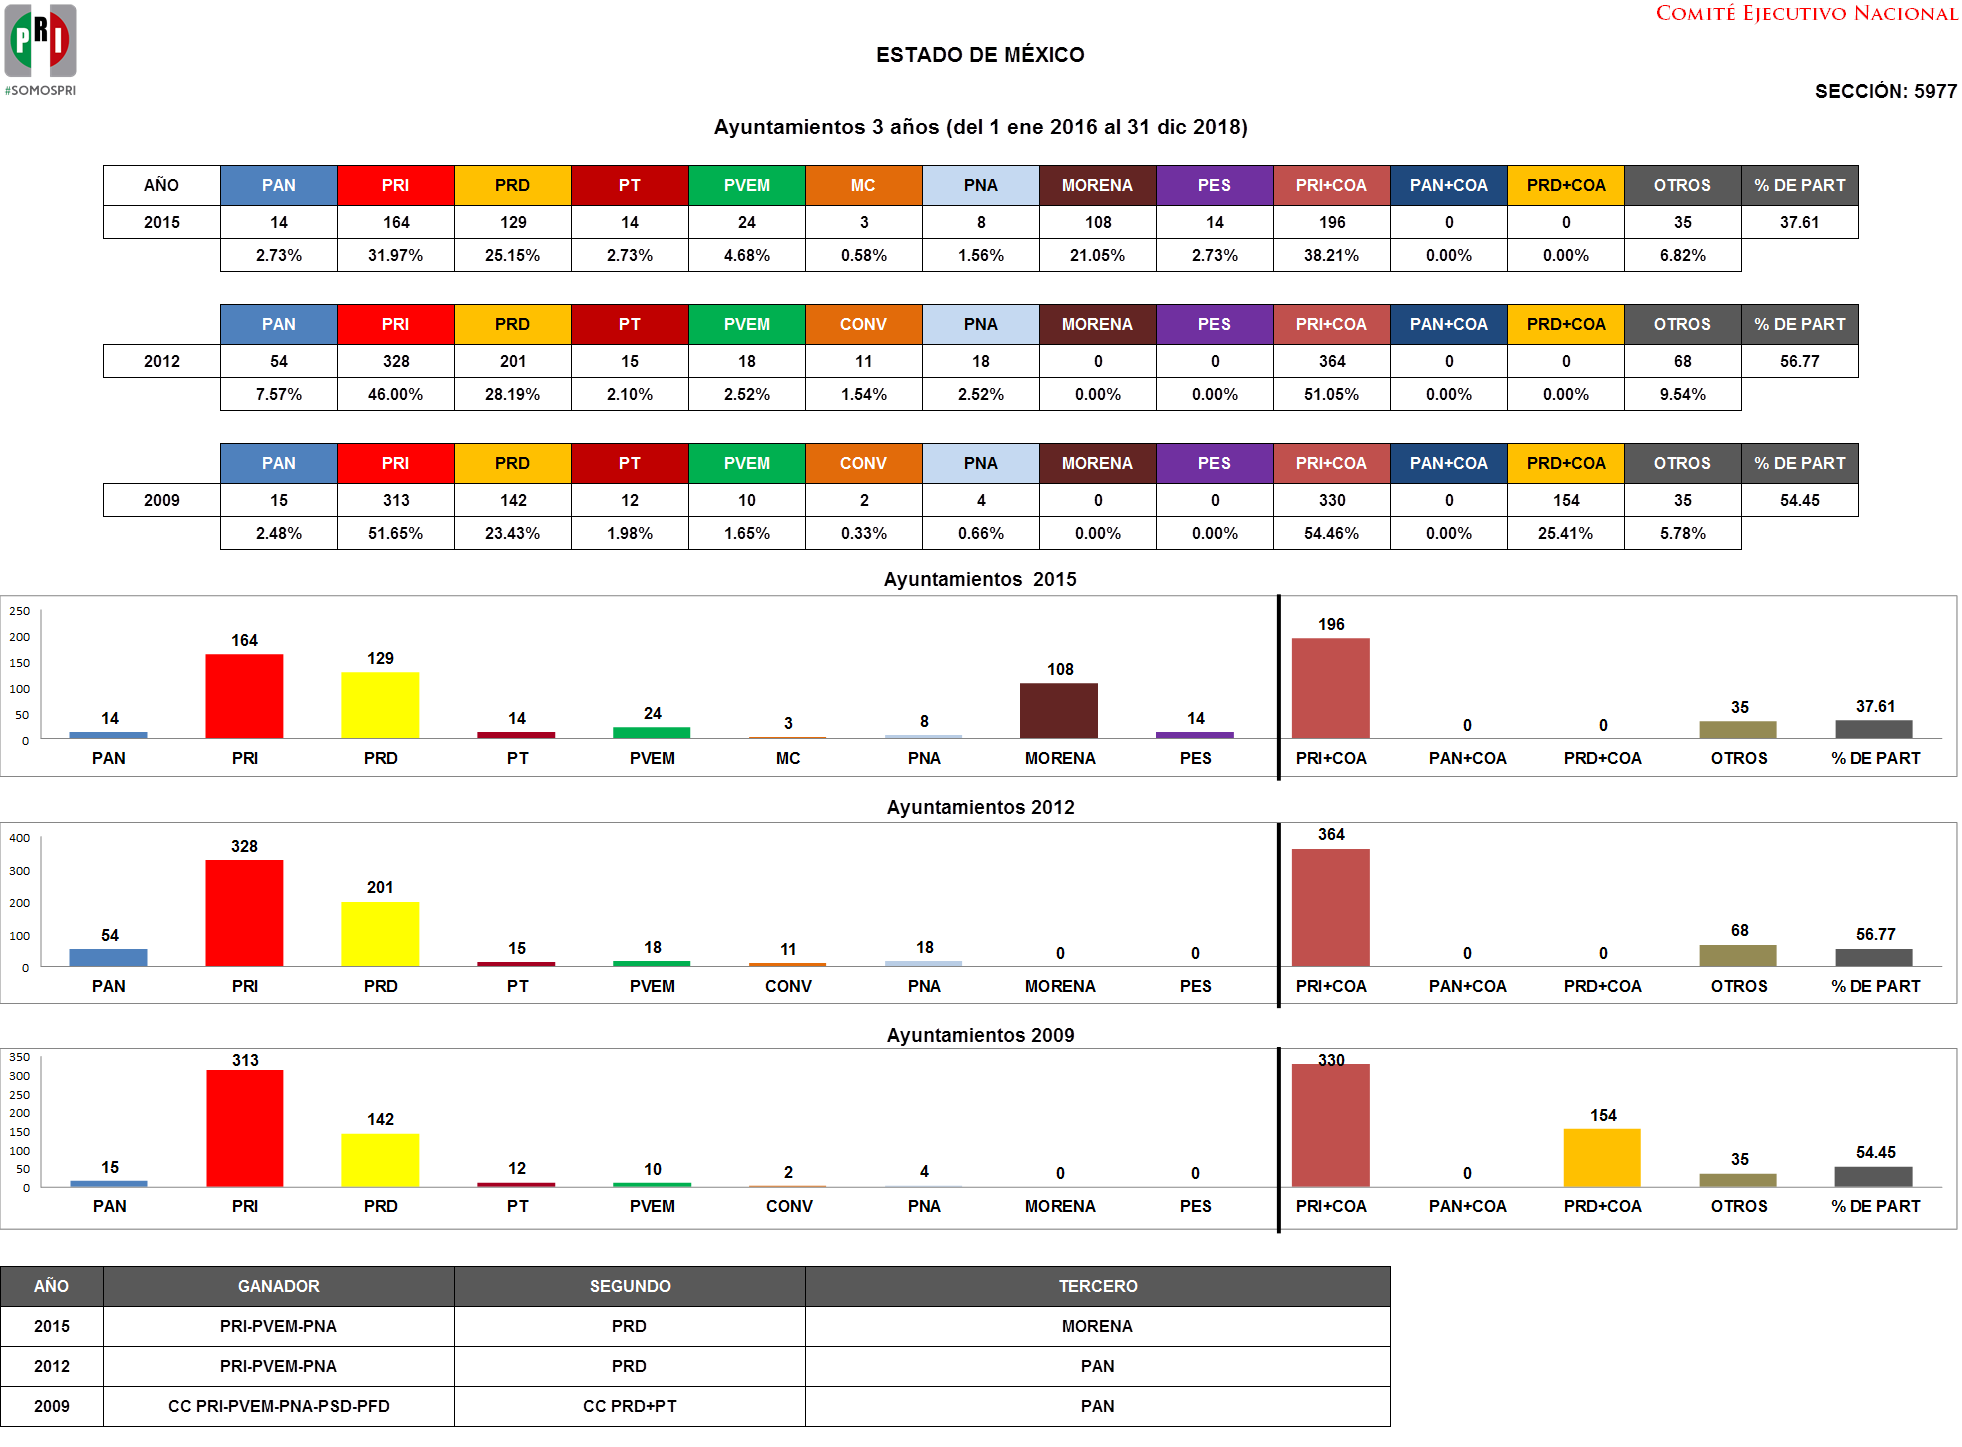 PRI
#SOMOSPRI
COMITÉ EJECUTIVO NACIONAL
ESTADO DE MÉXICO
SECCIÓN: 5977
Ayuntamientos 3 años (del 1 ene 2016 al 31 dic 2018)
AÑO PAN PRI PRD PT PVEM MC PNA MORENA PES PRI+COA PAN+COA PRD+COA OTROS % DE PART
2015 14 164 129 14 24 3 8 108 14 196 0 0 35 37.61
2.73% 31.97% 25.15% 2.73% 4.68% 0.58% 1.56% 21.05% 2.73% 38.21% 0.00% 0.00% 6.82%
PAN PRI PRD PT PVEM CONV PNA MORENA PES PRI+COA PAN+COA PRD+COA OTROS % DE PART
2012 54 328 201 15 18 11 18 0 0 364 0 0 68 56.77
7.57% 46.00% 28.19% 2.10% 2.52% 1.54% 2.52% 0.00% 0.00% 51.05% 0.00% 0.00% 9.54%
PAN PRI PRD PT PVEM CONV PNA MORENA PES PRI+COA PAN+COA PRD+COA OTROS % DE PART
2009 15 313 142 12 10 2 4 0 0 330 0 154 35 54.45
2.48% 51.65% 23.43% 1.98% 1.65% 0.33% 0.66% 0.00% 0.00% 54.46% 0.00% 25.41% 5.78%
Ayuntamientos 2015
250
200
150
100
50
0
14 164 129 14 24 3 8 108 14 196 0 0 35 37.61
PAN PRI PRD PT PVEM MC PNA MORENA PES PRI+COA PAN+COA PRD+COA OTROS % DE PART
Ayuntamientos 2012
400
300
200
100
0
54 328 201 15 18 11 18 0 0 364 0 0 68 56.77
PAN PRI PRD PT PVEM CONV PNA MORENA PES PRI+COA PAN+COA PRD+COA OTROS % DE PART
Ayuntamientos 2009
350
300
250
200
150
100
50
0
15 313 142 12 10 2 4 0 0 330 0 154 35 54.45
PAN PRI PRD PT PVEM CONV PNA MORENA PES PRI+COA PAN+COA PRD+COA OTROS % DE PART
AÑO GANADOR SEGUNDO TERCERO
2015 PRI-PVEM-PNA PRD MORENA
2012 PRI-PVEM-PNA PRD PAN
2009 CC PRI-PVEM-PNA-PSD-PFD CC PRD+PT PAN